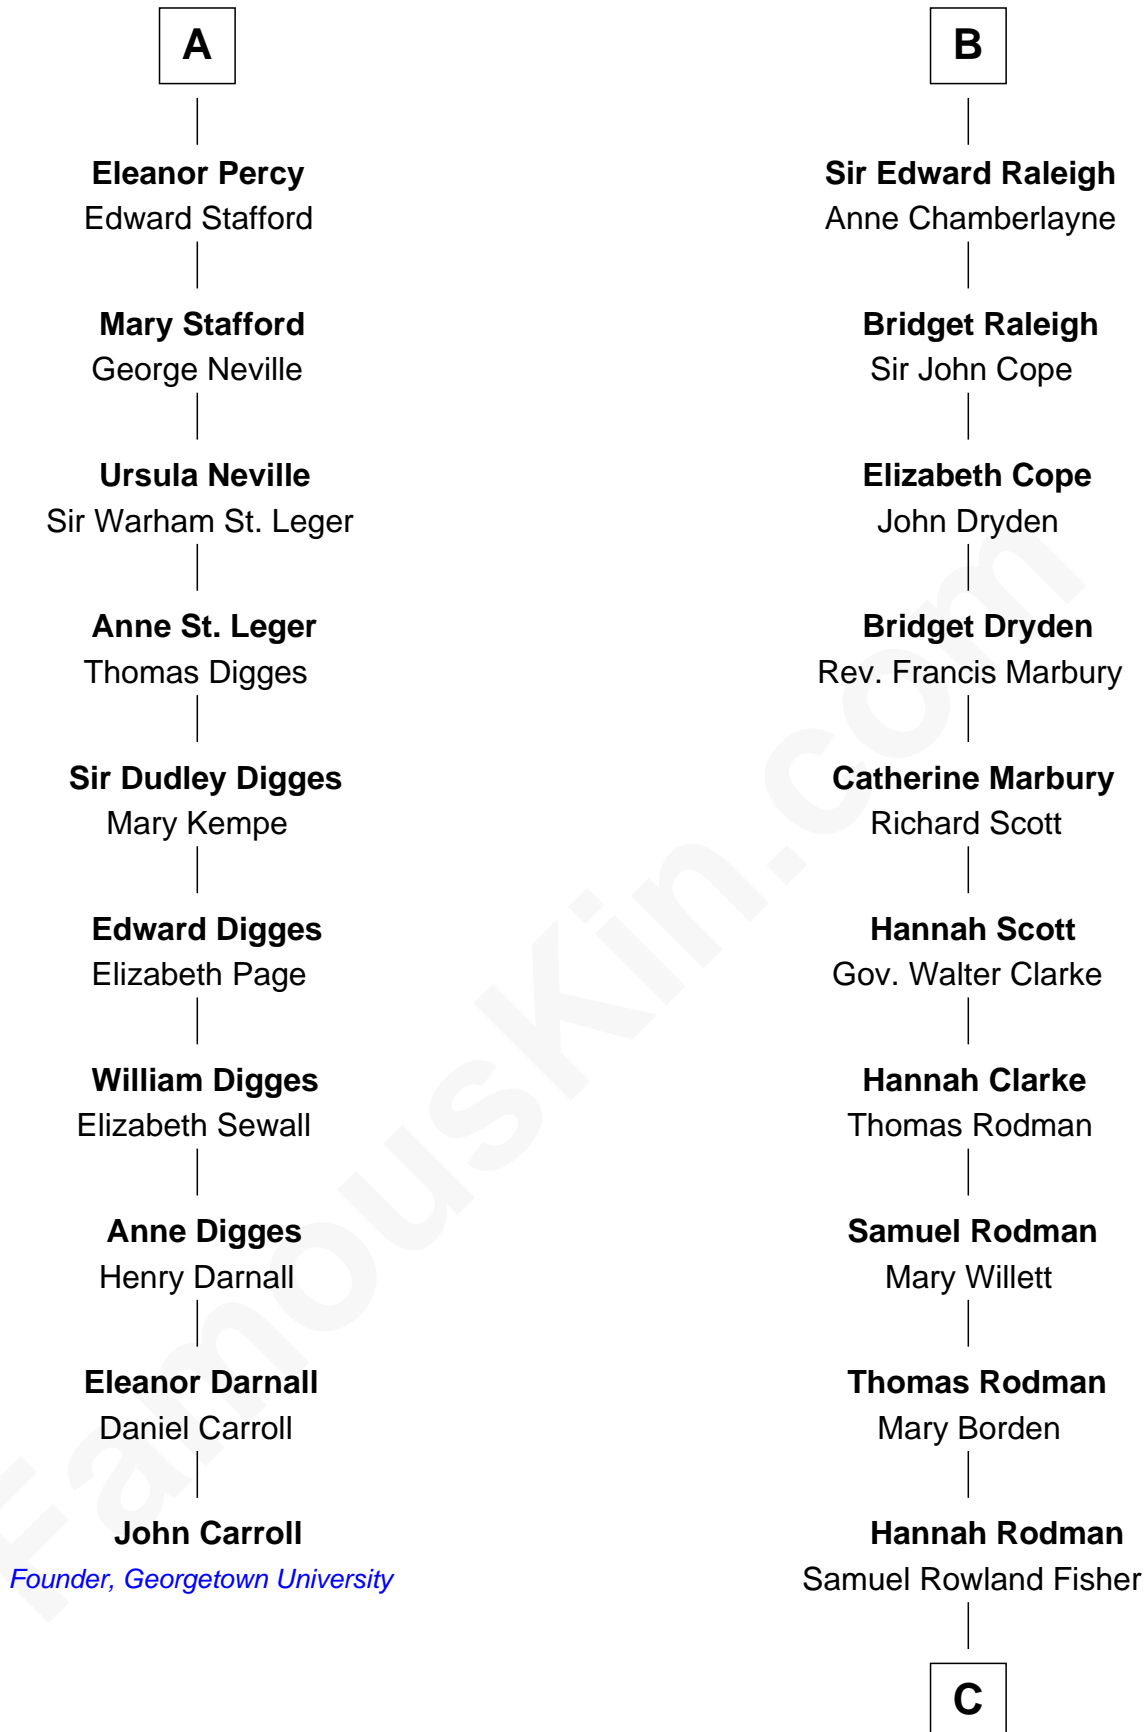 A
Eleanor Percy
Edward Stafford
Mary Stafford
George Neville
Ursula Neville
Sir Warham St. Leger
Anne St. Leger
Thomas Digges
Sir Dudley Digges
Mary Kempe
Edward Digges
Elizabeth Page
William Digges
Elizabeth Sewall
Anne Digges
Henry Darnall
Eleanor Darnall
Daniel Carroll
John Carroll
Founder, Georgetown University
B
Sir Edward Raleigh
Anne Chamberlayne
Bridget Raleigh
Sir John Cope
Elizabeth Cope
John Dryden
Bridget Dryden
Rev. Francis Marbury
Catherine Marbury
Richard Scott
Hannah Scott
Gov. Walter Clarke
Hannah Clarke
Thomas Rodman
Samuel Rodman
Mary Willett
Thomas Rodman
Mary Borden
Hannah Rodman
Samuel Rowland Fisher
C
FamousKin.com